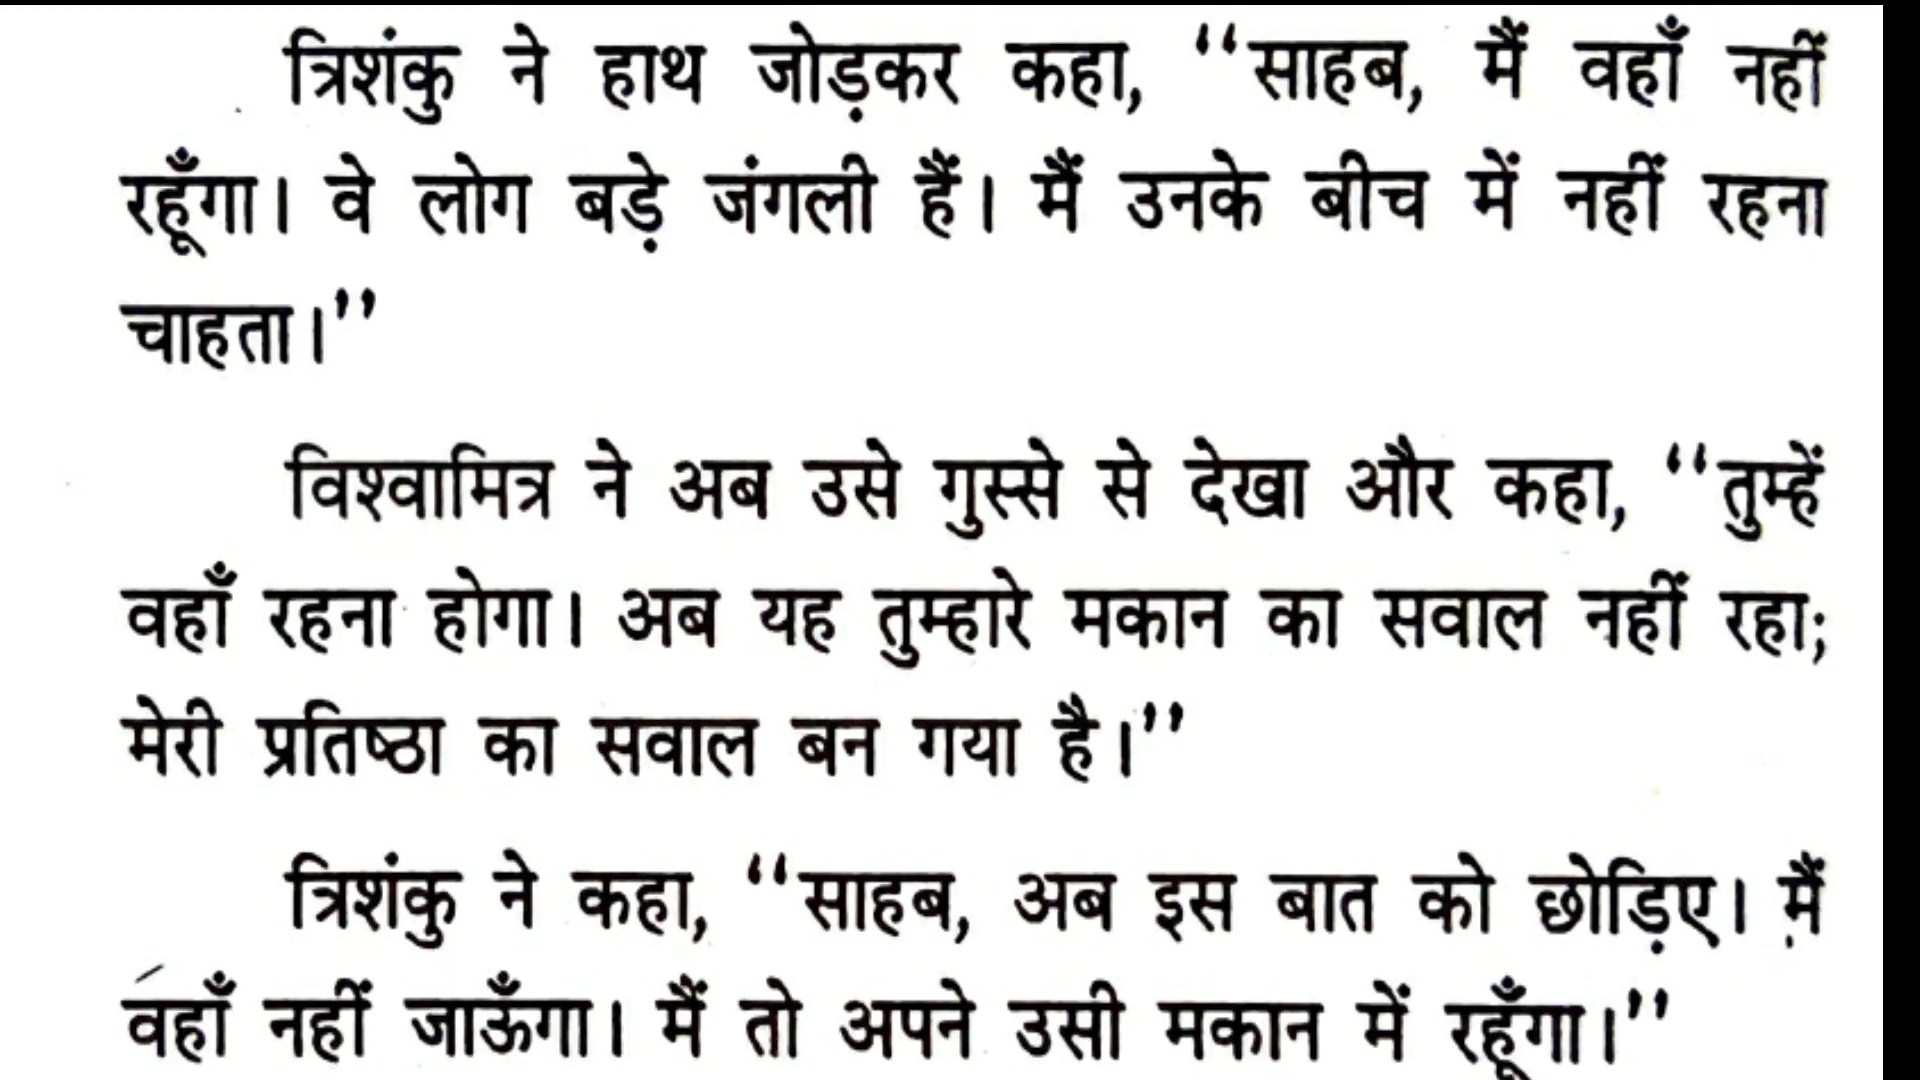 त्रिशंकु ने हाथ जोड़कर कहा, ‘‘साहब, मैं वहाँ नहीं
रहूँगा। वे लोग बड़े जंगली हैं। मैं उनके बीच में नहीं रहना
चाहता।’’
विश्वामित्र ने अब उसे गुस्से से देखा और कहा, ‘‘तुम्हें
वहाँ रहना होगा। अब यह तुम्हारे मकान का सवाल नहीं रहा;
मेरी प्रतिष्ठा का सवाल बन गया है।’’
त्रिशंकु ने कहा, ‘‘साहब, अब इस बात को छोड़िए। मैं
वहाँ नहीं जाऊँगा। मैं तो अपने उसी मकान में रहूँगा।’’